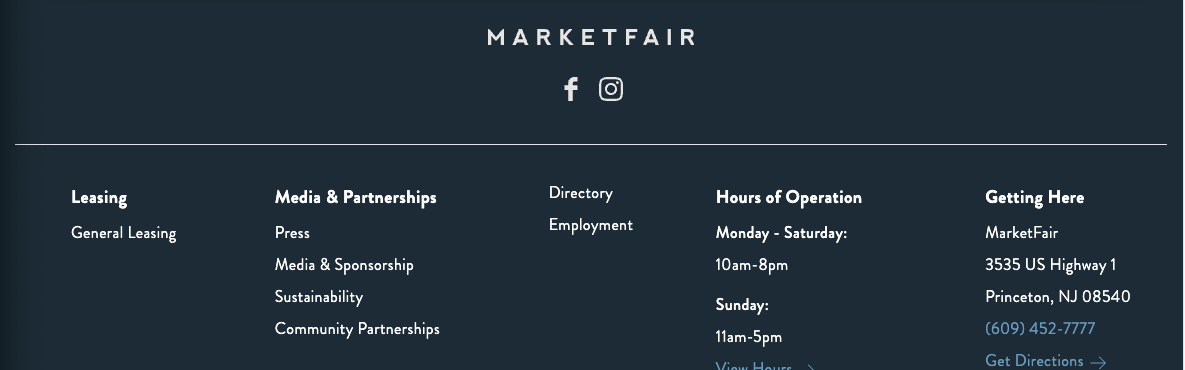 MARKETFAIR
Leasing
General Leasing
Media & Partnerships
Press
Media & Sponsorship
Sustainability
Community Partnerships
Directory
Employment
Hours of Operation
Monday - Saturday:
10am-8pm
Sunday:
11am-5pm
View Hours
Getting Here
MarketFair
3535 US Highway 1
Princeton, NJ 08540
(609) 452-7777
Get Directions →